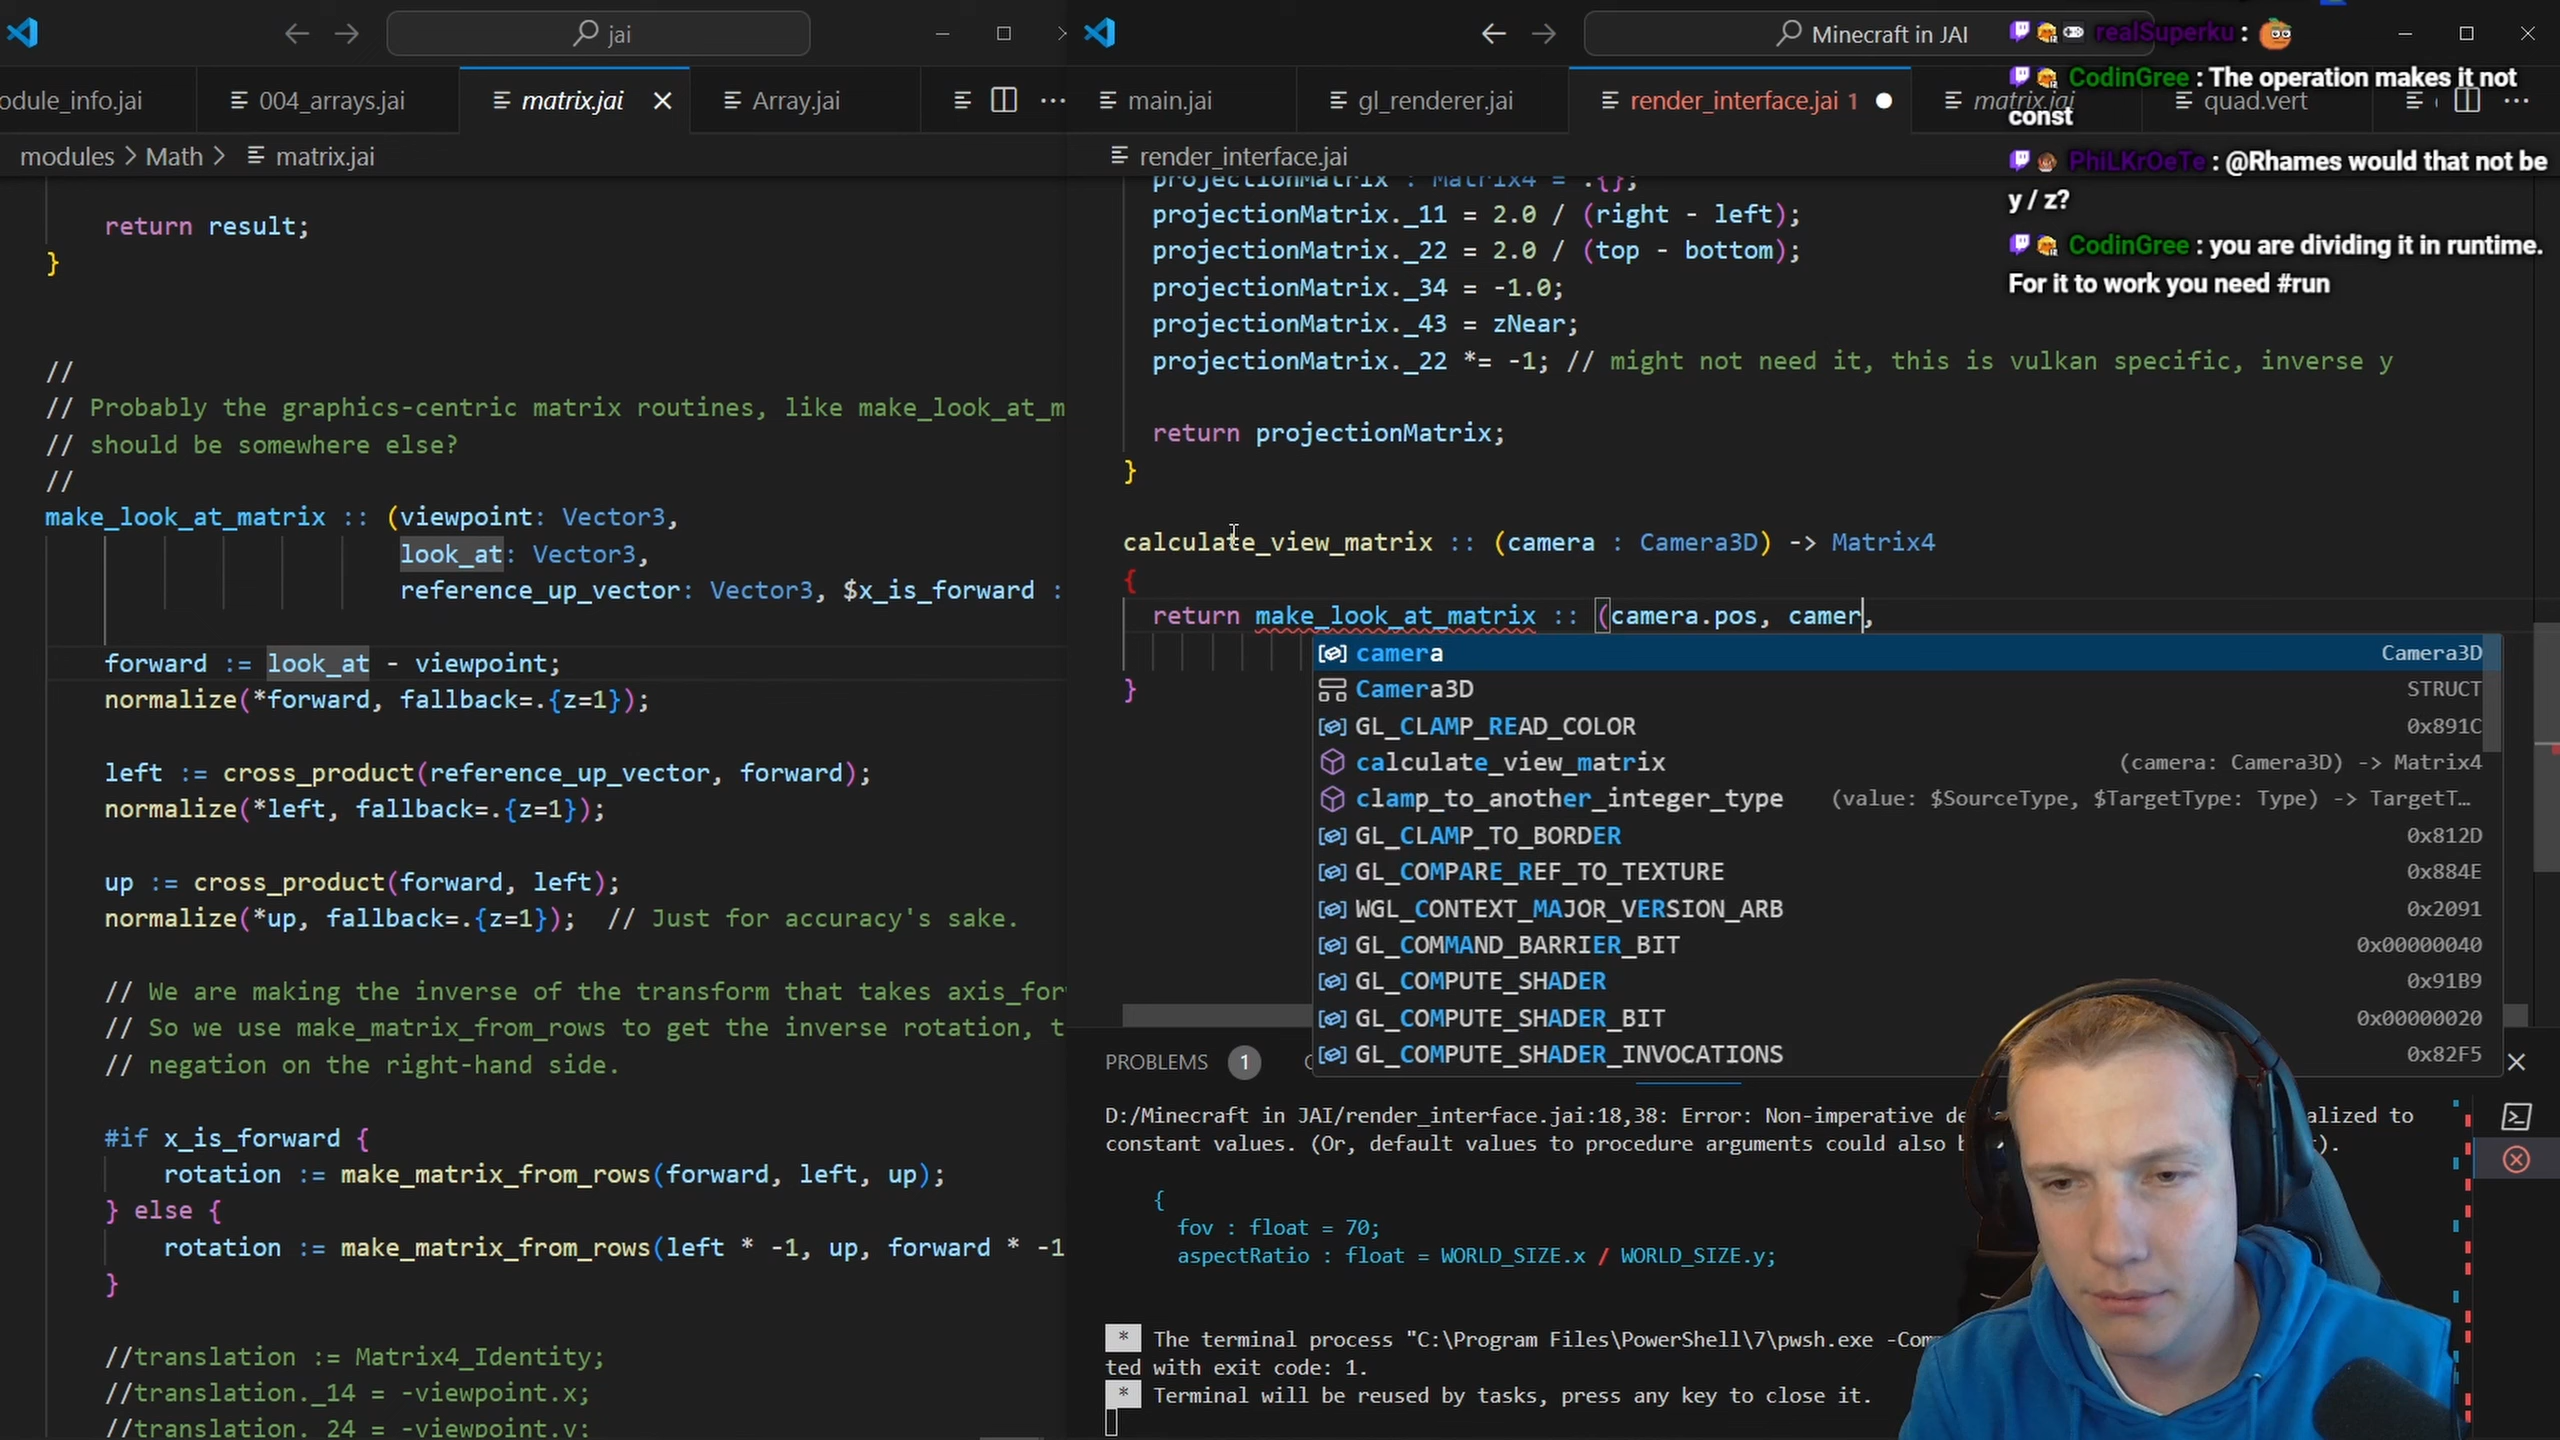 jai
odule_info.jai
004_arrays.jai
matrix.jai
Array.jai
modules > Math > matrix.jai
return result;
}
//
// Probably the graphics-centric matrix routines, like make_look_at_m
// should be somewhere else?
//
make_look_at_matrix :: (viewpoint: Vector3,
look_at: Vector3,
reference_up_vector: Vector3, $x_is_forward :
forward := look_at - viewpoint;
normalize(*forward, fallback=.{z=1});
left := cross_product(reference_up_vector, forward);
normalize(*left, fallback=.{z=1});
up := cross_product(forward, left);
normalize(*up, fallback=.{z=1});  // Just for accuracy's sake.
// We are making the inverse of the transform that takes axis_for
// So we use make_matrix_from_rows to get the inverse rotation, t
// negation on the right-hand side.
#if x_is_forward {
rotation := make_matrix_from_rows(forward, left, up);
} else {
rotation := make_matrix_from_rows(left * -1, up, forward * -1
}
//translation := Matrix4_Identity;
//translation._14 = -viewpoint.x;
//translation._24 = -viewpoint.y;
Minecraft in JAI
main.jai
gl_renderer.jai
render_interface.jai 1
matrix.jai
quad.vert
render_interface.jai
projectionMatrix : Matrix4 = .{};
projectionMatrix._11 = 2.0 / (right - left);
projectionMatrix._22 = 2.0 / (top - bottom);
projectionMatrix._34 = -1.0;
projectionMatrix._43 = zNear;
projectionMatrix._22 *= -1; // might not need it, this is vulkan specific, inverse y
return projectionMatrix;
}
calculate_view_matrix :: (camera : Camera3D) -> Matrix4
{
return make_look_at_matrix :: (camera.pos, camer,
}
camera Camera3D
Camera3D STRUCT
GL_CLAMP_READ_COLOR 0x891C
calculate_view_matrix (camera: Camera3D) -> Matrix4
clamp_to_another_integer_type (value: $SourceType, $TargetType: Type) -> TargetT…
GL_CLAMP_TO_BORDER 0x812D
GL_COMPARE_REF_TO_TEXTURE 0x884E
WGL_CONTEXT_MAJOR_VERSION_ARB 0x2091
GL_COMMAND_BARRIER_BIT 0x00000040
GL_COMPUTE_SHADER 0x91B9
GL_COMPUTE_SHADER_BIT 0x00000020
GL_COMPUTE_SHADER_INVOCATIONS 0x82F5
PROBLEMS 1
D:/Minecraft in JAI/render_interface.jai:18,38: Error: Non-imperative de alized to
constant values. (Or, default values to procedure arguments could also b ).
{
fov : float = 70;
aspectRatio : float = WORLD_SIZE.x / WORLD_SIZE.y;
* The terminal process "C:\Program Files\PowerShell\7\pwsh.exe -Com
ted with exit code: 1.
* Terminal will be reused by tasks, press any key to close it.
realSuperku :
CodinGree : The operation makes it not
const
PhiLKrOeTe : @Rhames would that not be
y / z?
CodinGree : you are dividing it in runtime.
For it to work you need #run